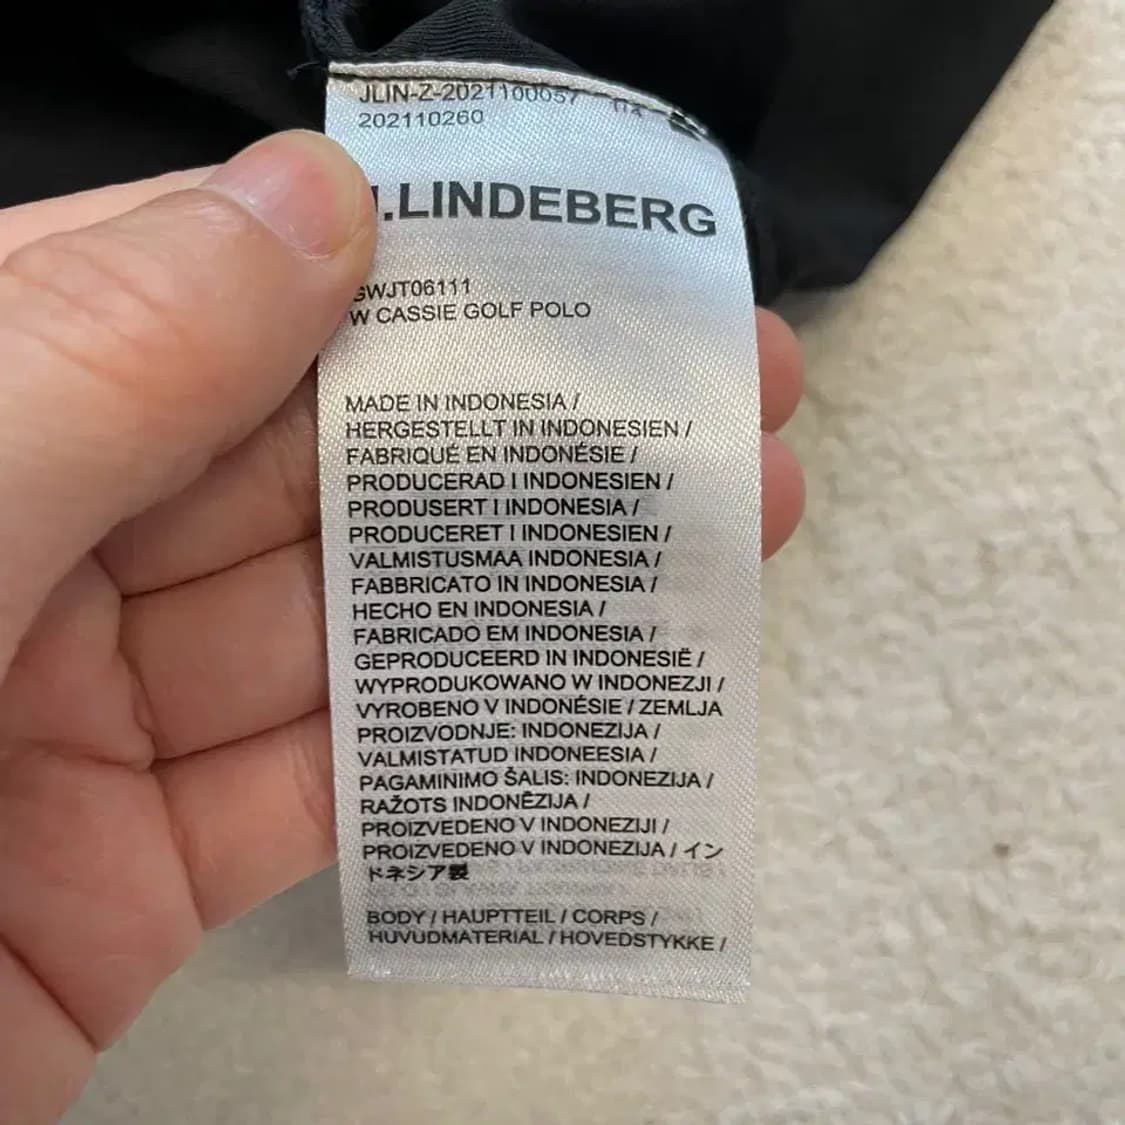 JLIN-Z-2021100057
202110260
.LINDEBERG
GWJT06111
W CASSIE GOLF POLO
MADE IN INDONESIA /
HERGESTELLT IN INDONESIEN /
FABRIQUÉ EN INDONÉSIE /
PRODUCERAD I INDONESIEN /
PRODUSERT I INDONESIA /
PRODUCERET I INDONESIEN /
VALMISTUSMAA INDONESIA /
FABBRICATO IN INDONESIA /
HECHO EN INDONESIA /
FABRICADO EM INDONESIA /
GEPRODUCEERD IN INDONESIË /
WYPRODUKOWANO W INDONEZJI /
VYROBENO V INDONÉSIE / ZEMLJA
PROIZVODNJE: INDONEZIJA /
VALMISTATUD INDONEESIA /
PAGAMINIMO ŠALIS: INDONEZIJA /
RAŽOTS INDONĒZIJA /
PROIZVEDENO V INDONEZIJI /
PROIZVEDENO V INDONEZIJA / イン
ドネシア製
BODY / HAUPTTEIL / CORPS /
HUVUDMATERIAL / HOVEDSTYKKE /